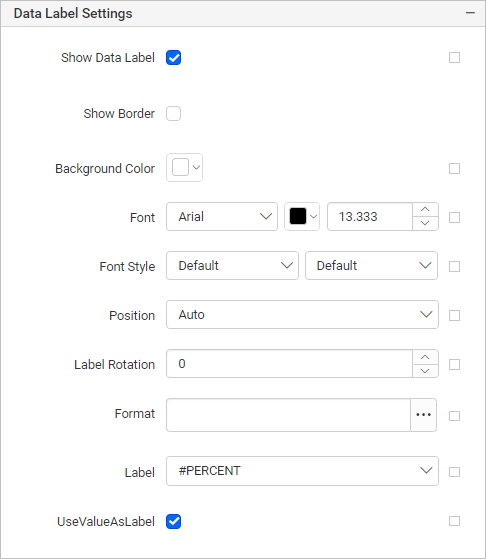 Data Label Settings
Show Data Label
Show Border
Background Color
Font Arial 13.333
Font Style Default Default
Position Auto
Label Rotation 0
Format ...
Label #PERCENT
UseValueAsLabel